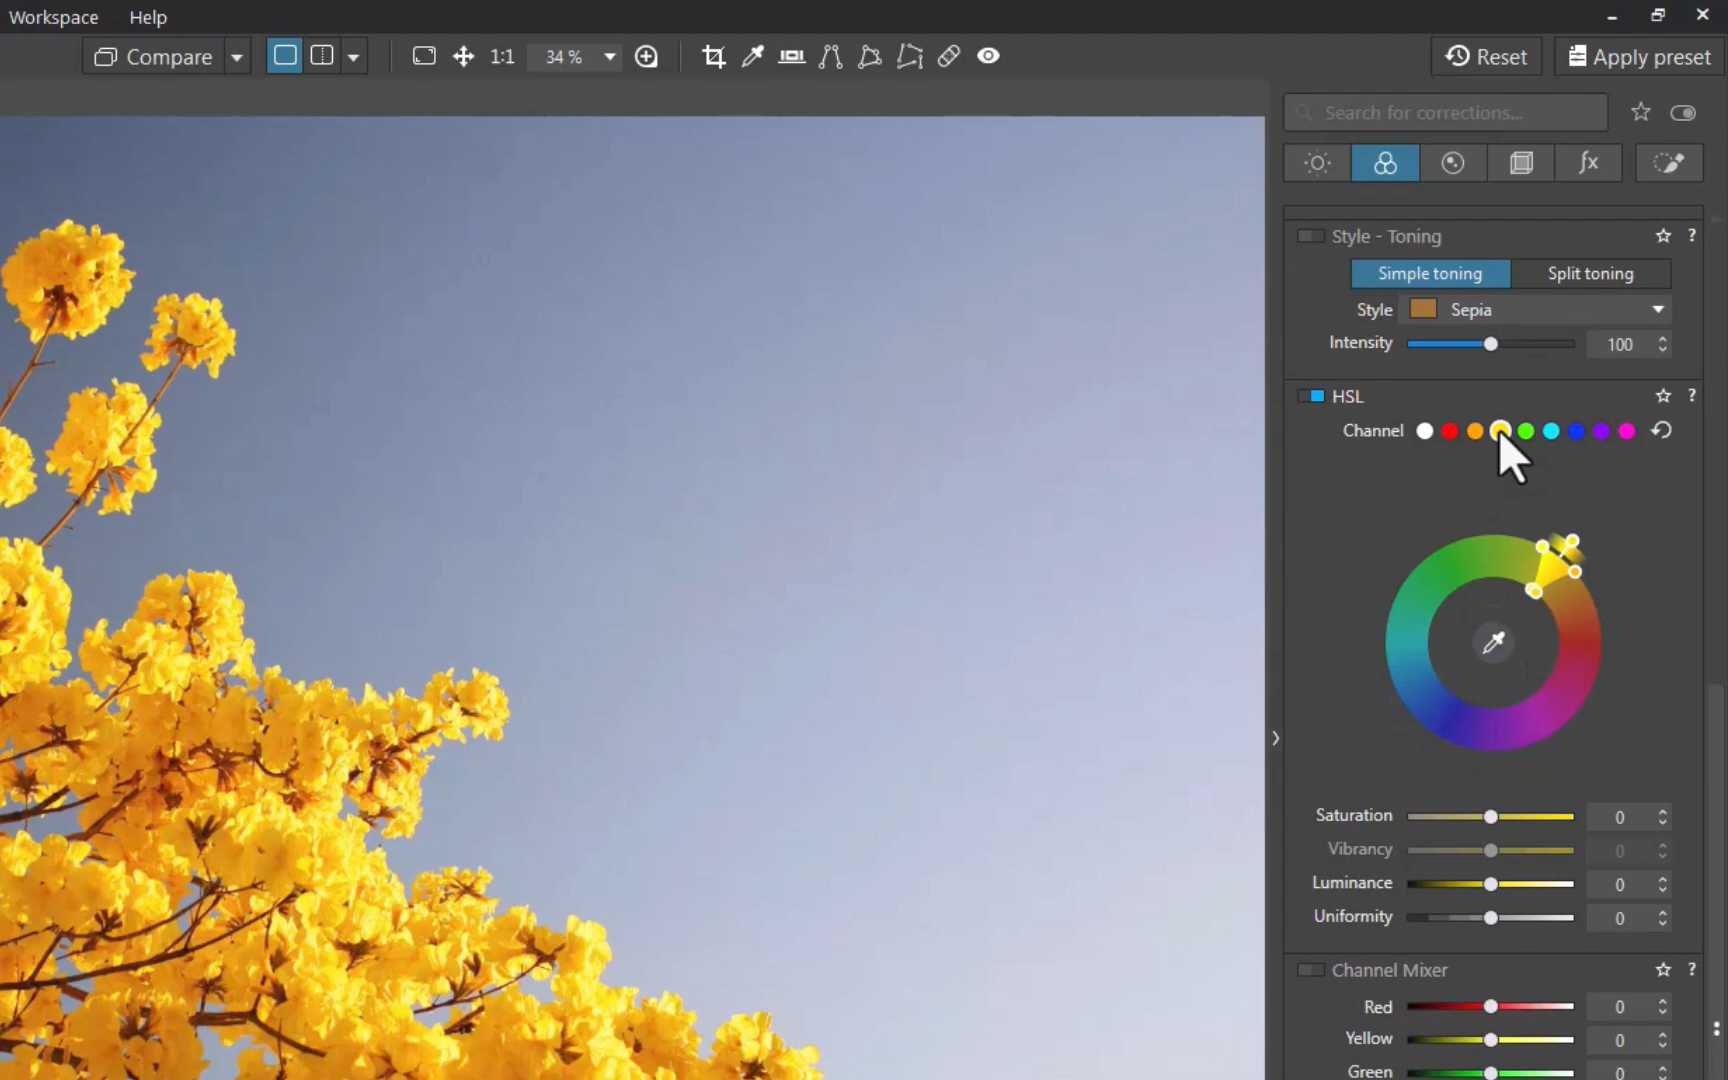 Workspace Help
Compare 1:1 34 % Reset Apply preset
Search for corrections...
fx
Style - Toning ?
Simple toning Split toning
Style Sepia
Intensity 100
HSL ?
Channel
Saturation 0
Vibrancy 0
Luminance 0
Uniformity 0
Channel Mixer ?
Red 0
Yellow 0
Green 0